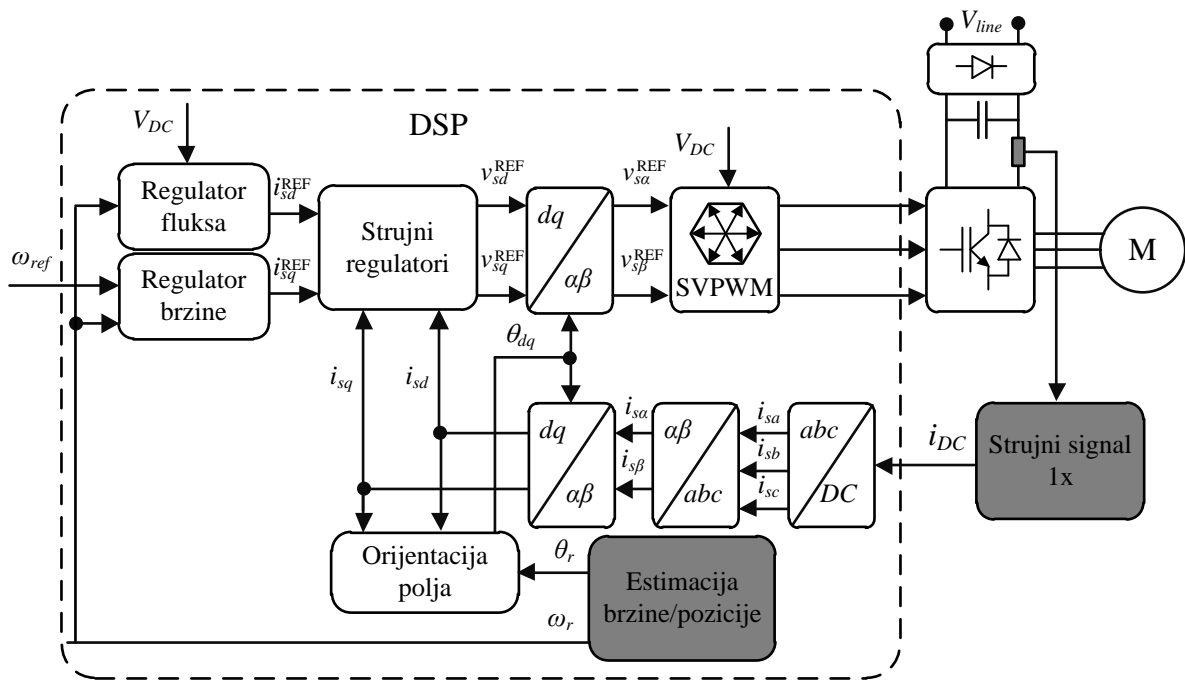 V_line
DSP
V_DC
V_DC
Regulator
fluksa
i_sd^REF
Strujni
regulatori
v_sd^REF
dq
αβ
v_sα^REF
SVPWM
ω_ref
Regulator
brzine
i_sq^REF
v_sq^REF
v_sβ^REF
M
θ_dq
i_sq
i_sd
dq
αβ
i_sα
i_sβ
αβ
abc
i_sa
i_sb
i_sc
abc
DC
i_DC
Strujni signal
1x
Orijentacija
polja
θ_r
ω_r
Estimacija
brzine/pozicije